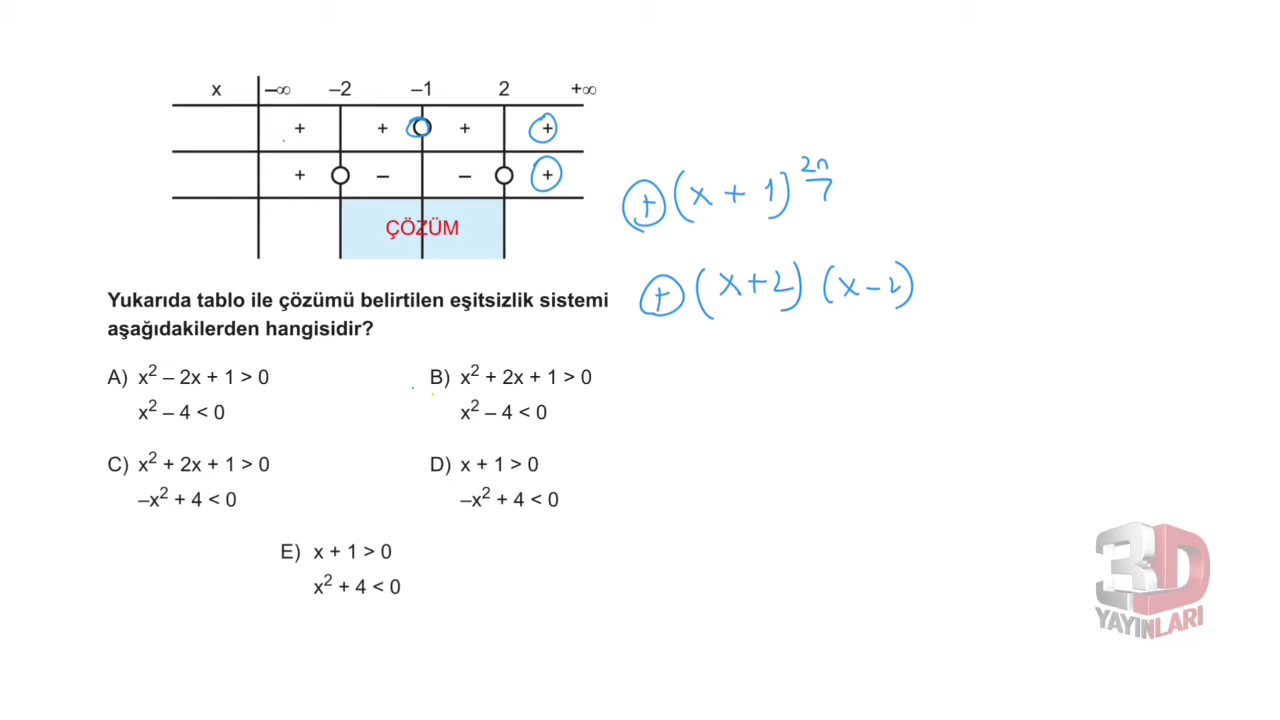 x –∞ –2 –1 2 +∞
+ + + +
+ – – +
ÇÖZÜM
Yukarıda tablo ile çözümü belirtilen eşitsizlik sistemi
aşağıdakilerden hangisidir?
A) x² – 2x + 1 > 0
x² – 4 < 0
B) x² + 2x + 1 > 0
x² – 4 < 0
C) x² + 2x + 1 > 0
–x² + 4 < 0
D) x + 1 > 0
–x² + 4 < 0
E) x + 1 > 0
x² + 4 < 0
+ (x + 1)²ⁿ
+ (x+2) (x–2)
3D
YAYINLARI